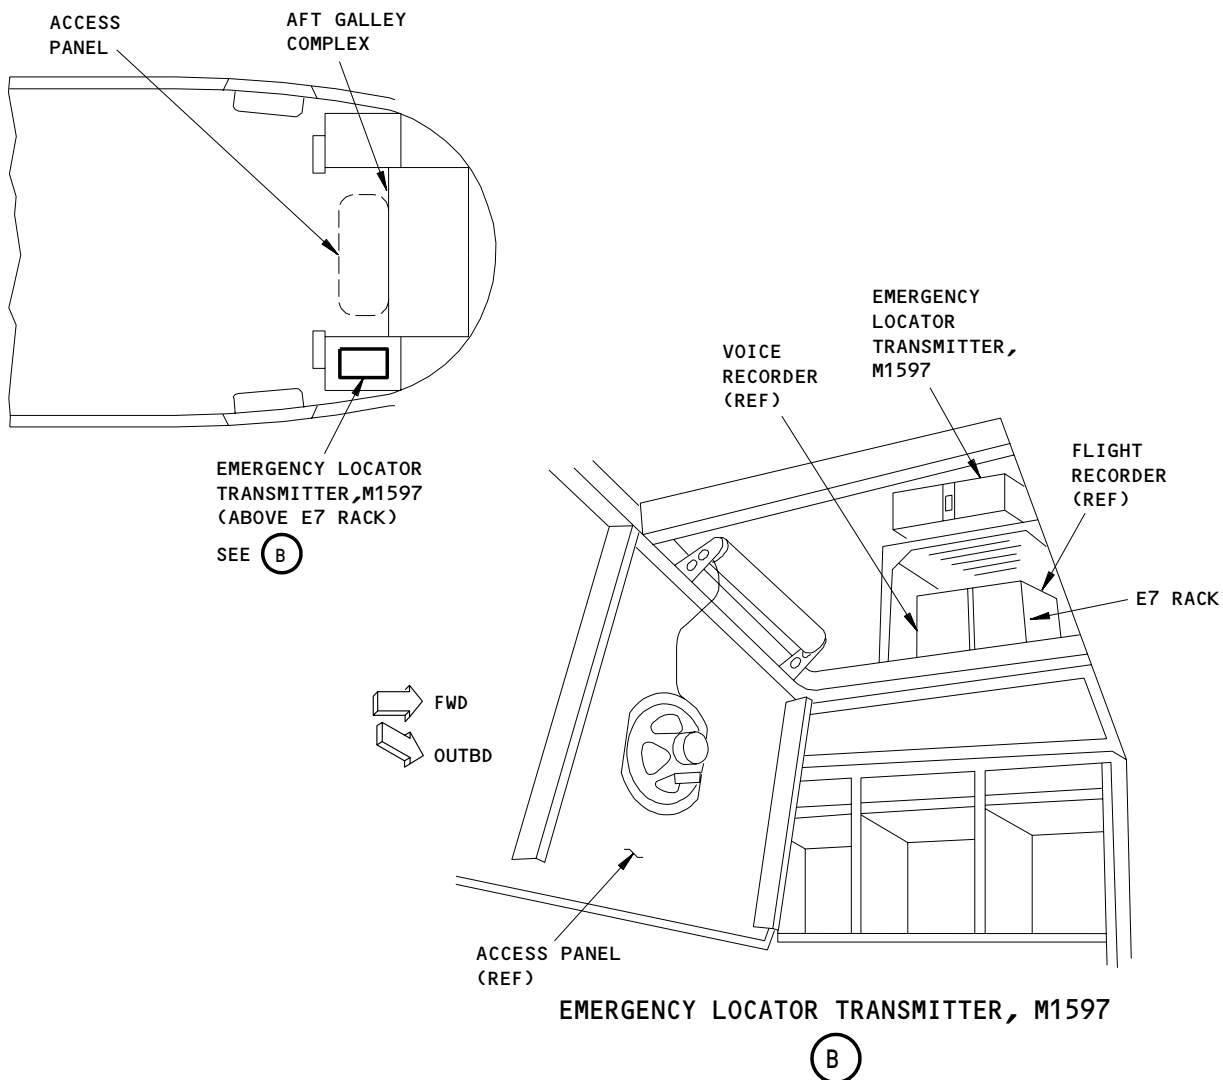 ACCESS
PANEL
AFT GALLEY
COMPLEX
EMERGENCY LOCATOR
TRANSMITTER,M1597
(ABOVE E7 RACK)
SEE B
EMERGENCY
LOCATOR
TRANSMITTER,
M1597
VOICE
RECORDER
(REF)
FLIGHT
RECORDER
(REF)
E7 RACK
FWD
OUTBD
ACCESS PANEL
(REF)
EMERGENCY LOCATOR TRANSMITTER, M1597
B